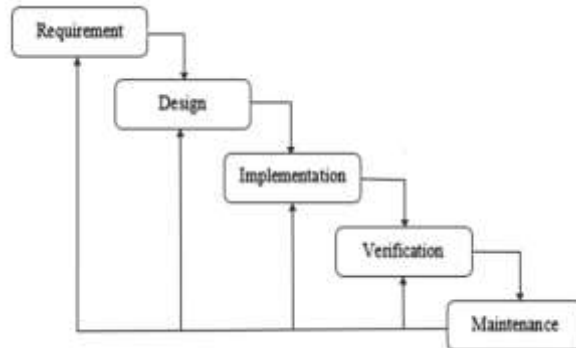 Requirement
Design
Implementation
Verification
Maintenance